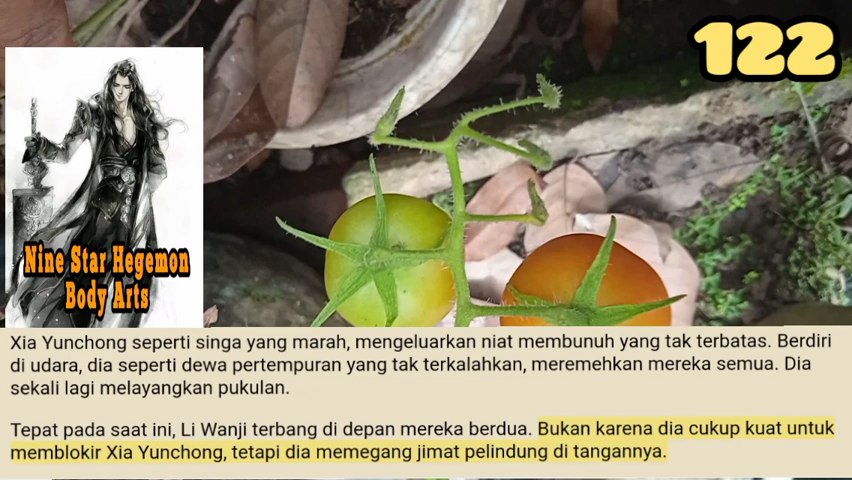 122
Nine Star Hegemon
Body Arts
Xia Yunchong seperti singa yang marah, mengeluarkan niat membunuh yang tak terbatas. Berdiri
di udara, dia seperti dewa pertempuran yang tak terkalahkan, meremehkan mereka semua. Dia
sekali lagi melayangkan pukulan.
Tepat pada saat ini, Li Wanji terbang di depan mereka berdua. Bukan karena dia cukup kuat untuk
memblokir Xia Yunchong, tetapi dia memegang jimat pelindung di tangannya.